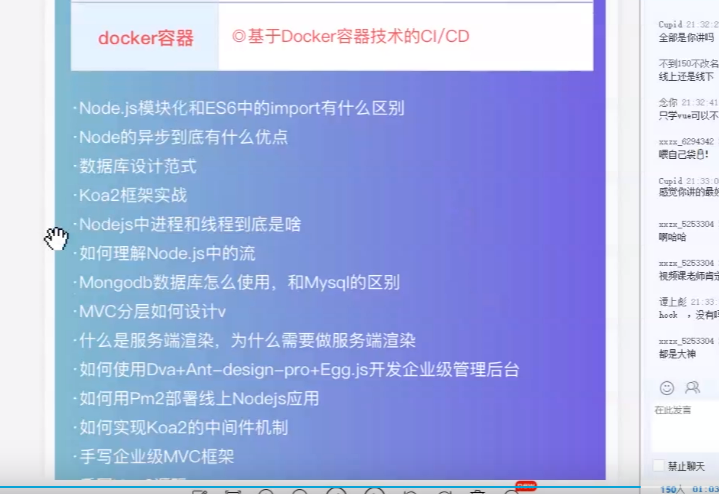 docker容器
◎基于Docker容器技术的CI/CD
·Node.js模块化和ES6中的import有什么区别
·Node的异步到底有什么优点
·数据库设计范式
·Koa2框架实战
·Nodejs中进程和线程到底是啥
·如何理解Node.js中的流
·Mongodb数据库怎么使用，和Mysql的区别
·MVC分层如何设计v
·什么是服务端渲染，为什么需要做服务端渲染
·如何使用Dva+Ant-design-pro+Egg.js开发企业级管理后台
·如何用Pm2部署线上Nodejs应用
·如何实现Koa2的中间件机制
·手写企业级MVC框架
Cupid 21:32:2
全部是你讲吗
不到150不改名
线上还是线下
念你 21:32:41
只学vue可以不
xxzx_6294342
喂自己袋
Cupid 21:33:0
感觉你讲的最
xxzx_5253304
啊哈哈
xxzx_5253304
视频课老师肯定
谭上彪 21:33:
hook ，没有
xxzx_5253304
都是大神
在此发言
禁止聊天
150人 01:03